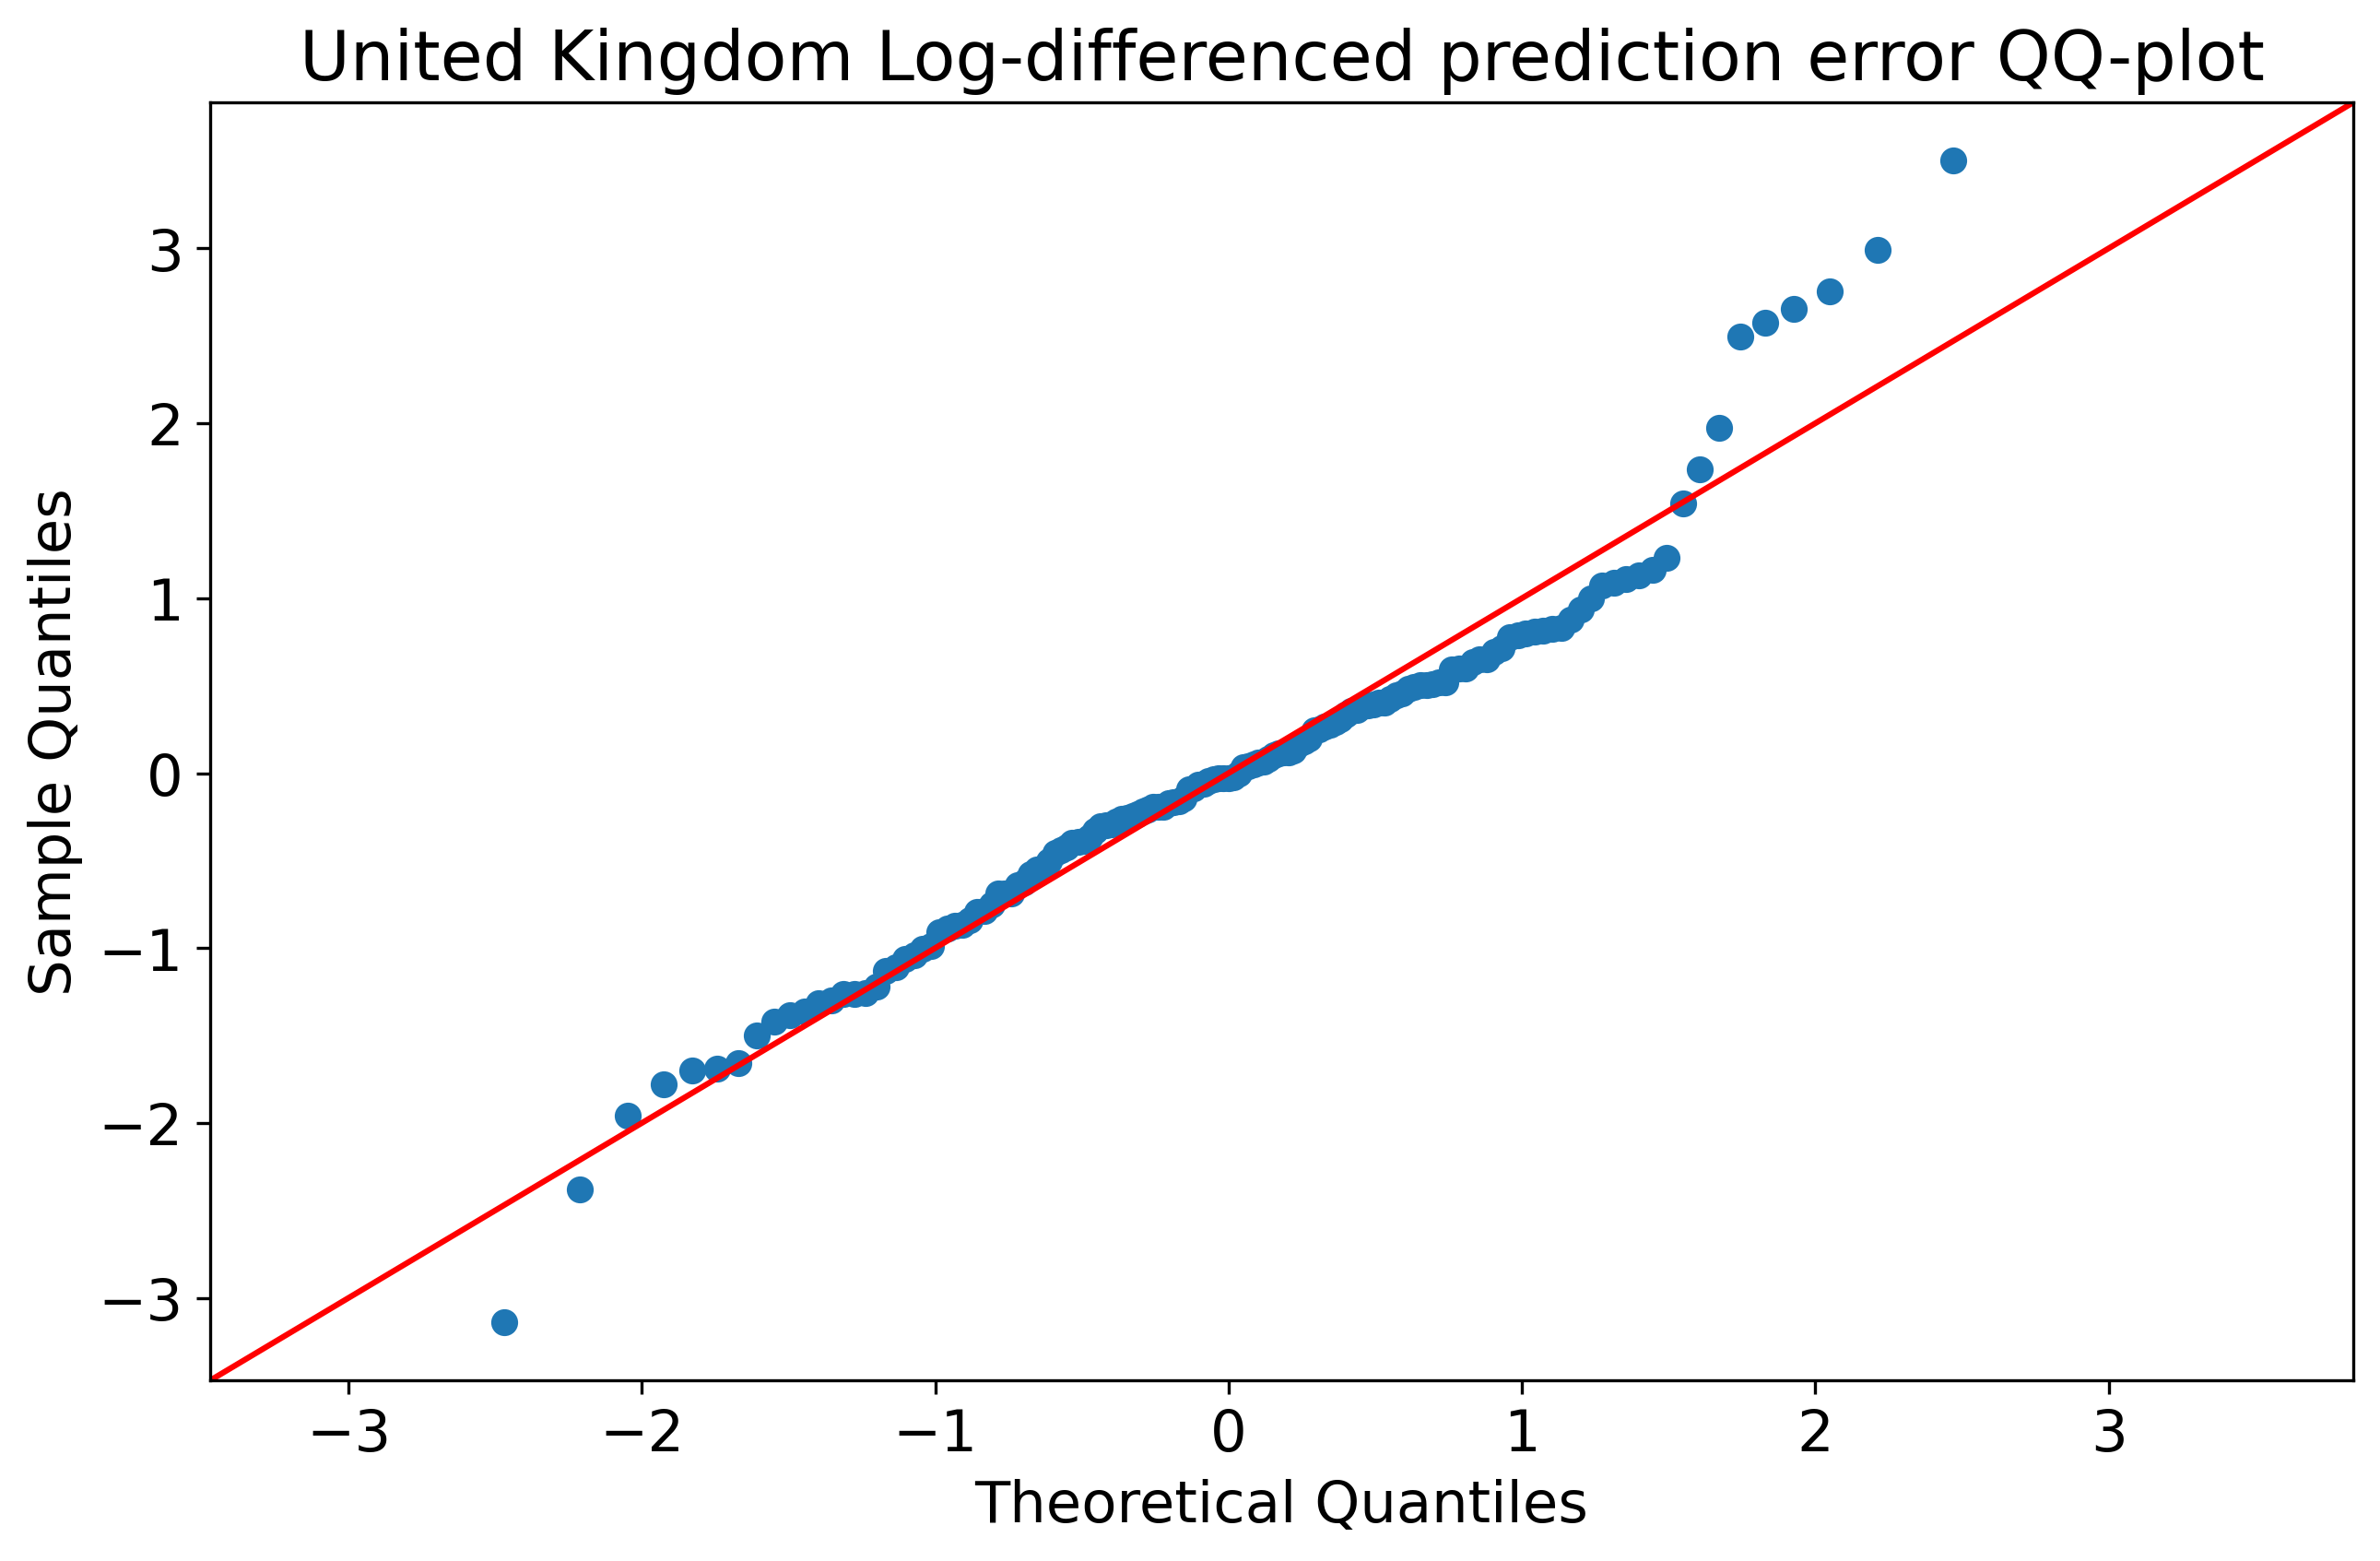 United Kingdom Log-differenced prediction error QQ-plot
3
2
1
0
−1
−2
−3
Sample Quantiles
−3 −2 −1 0 1 2 3
Theoretical Quantiles